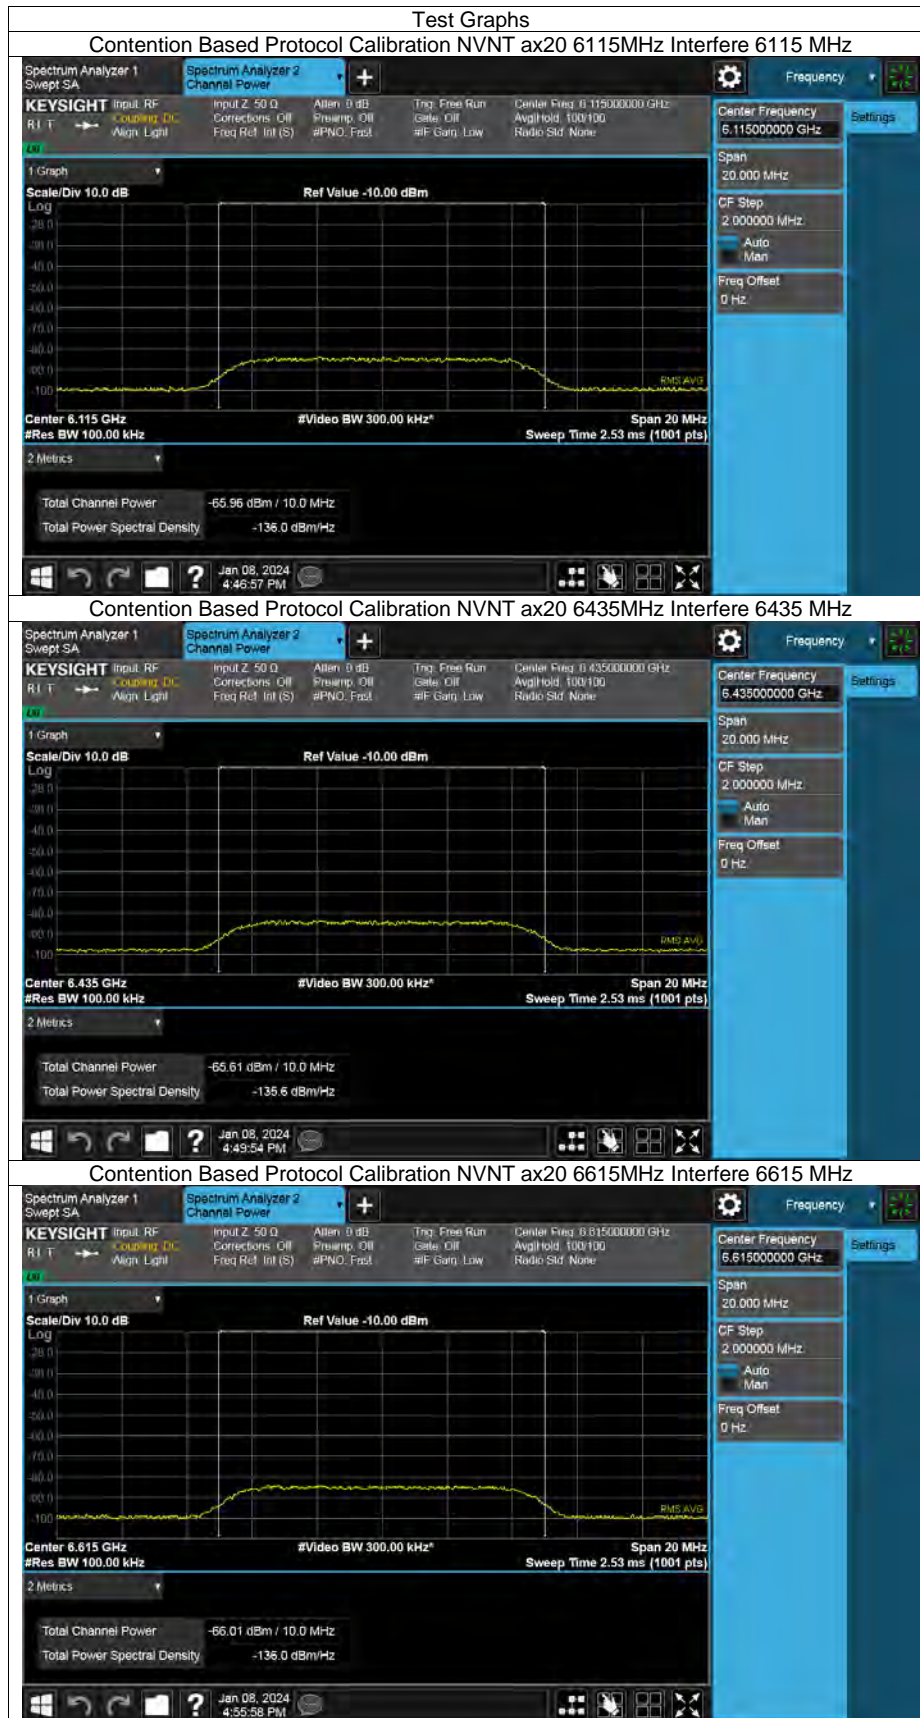 Test Graphs
Contention Based Protocol Calibration NVNT ax20 6115MHz Interfere 6115 MHz
Spectrum Analyzer 1
Swept SA
Spectrum Analyzer 2
Channel Power
Frequency
KEYSIGHT Input: RF
Coupling: DC
Align: Light
Input Z: 50 Ω
Corrections: Off
Freq Ref: Int (S)
Atten: 0 dB
Preamp: Off
#PNO: Fast
Trig: Free Run
Gate: Off
#IF Gain: Low
Center Freq: 6.115000000 GHz
Avg|Hold: 100/100
Radio Std: None
Center Frequency
6.115000000 GHz
Settings
Span
20.000 MHz
CF Step
2.000000 MHz
Auto
Man
Freq Offset
0 Hz
1 Graph
Scale/Div 10.0 dB
Ref Value -10.00 dBm
Log
RMS AVG
Center 6.115 GHz
#Video BW 300.00 kHz*
Span 20 MHz
#Res BW 100.00 kHz
Sweep Time 2.53 ms (1001 pts)
2 Metrics
Total Channel Power -65.96 dBm / 10.0 MHz
Total Power Spectral Density -136.0 dBm/Hz
Jan 08, 2024
4:46:57 PM
Contention Based Protocol Calibration NVNT ax20 6435MHz Interfere 6435 MHz
Spectrum Analyzer 1
Swept SA
Spectrum Analyzer 2
Channel Power
Frequency
KEYSIGHT Input: RF
Coupling: DC
Align: Light
Input Z: 50 Ω
Corrections: Off
Freq Ref: Int (S)
Atten: 0 dB
Preamp: Off
#PNO: Fast
Trig: Free Run
Gate: Off
#IF Gain: Low
Center Freq: 6.435000000 GHz
Avg|Hold: 100/100
Radio Std: None
Center Frequency
6.435000000 GHz
Settings
Span
20.000 MHz
CF Step
2.000000 MHz
Auto
Man
Freq Offset
0 Hz
1 Graph
Scale/Div 10.0 dB
Ref Value -10.00 dBm
Log
RMS AVG
Center 6.435 GHz
#Video BW 300.00 kHz*
Span 20 MHz
#Res BW 100.00 kHz
Sweep Time 2.53 ms (1001 pts)
2 Metrics
Total Channel Power -65.61 dBm / 10.0 MHz
Total Power Spectral Density -135.6 dBm/Hz
Jan 08, 2024
4:49:54 PM
Contention Based Protocol Calibration NVNT ax20 6615MHz Interfere 6615 MHz
Spectrum Analyzer 1
Swept SA
Spectrum Analyzer 2
Channel Power
Frequency
KEYSIGHT Input: RF
Coupling: DC
Align: Light
Input Z: 50 Ω
Corrections: Off
Freq Ref: Int (S)
Atten: 0 dB
Preamp: Off
#PNO: Fast
Trig: Free Run
Gate: Off
#IF Gain: Low
Center Freq: 6.615000000 GHz
Avg|Hold: 100/100
Radio Std: None
Center Frequency
6.615000000 GHz
Settings
Span
20.000 MHz
CF Step
2.000000 MHz
Auto
Man
Freq Offset
0 Hz
1 Graph
Scale/Div 10.0 dB
Ref Value -10.00 dBm
Log
RMS AVG
Center 6.615 GHz
#Video BW 300.00 kHz*
Span 20 MHz
#Res BW 100.00 kHz
Sweep Time 2.53 ms (1001 pts)
2 Metrics
Total Channel Power -66.01 dBm / 10.0 MHz
Total Power Spectral Density -136.0 dBm/Hz
Jan 08, 2024
4:55:58 PM